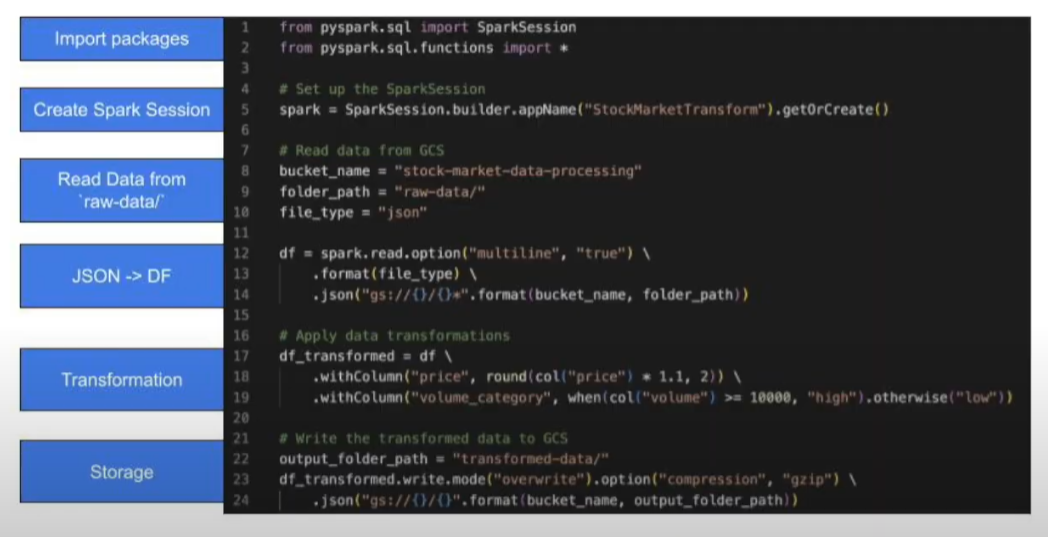 Import packages
Create Spark Session
Read Data from
`raw-data/`
JSON -> DF
Transformation
Storage
1 from pyspark.sql import SparkSession
2 from pyspark.sql.functions import *
3
4 # Set up the SparkSession
5 spark = SparkSession.builder.appName("StockMarketTransform").getOrCreate()
6
7 # Read data from GCS
8 bucket_name = "stock-market-data-processing"
9 folder_path = "raw-data/"
10 file_type = "json"
11
12 df = spark.read.option("multiline", "true") \
13     .format(file_type) \
14     .json("gs://{}/{}*".format(bucket_name, folder_path))
15
16 # Apply data transformations
17 df_transformed = df \
18     .withColumn("price", round(col("price") * 1.1, 2)) \
19     .withColumn("volume_category", when(col("volume") >= 10000, "high").otherwise("low"))
20
21 # Write the transformed data to GCS
22 output_folder_path = "transformed-data/"
23 df_transformed.write.mode("overwrite").option("compression", "gzip") \
24     .json("gs://{}/{}".format(bucket_name, output_folder_path))